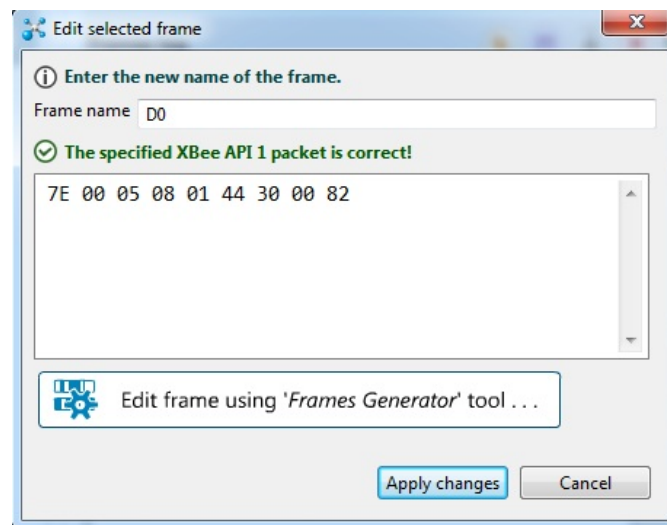 Edit selected frame
Enter the new name of the frame.
Frame name D0
The specified XBee API 1 packet is correct!
7E 00 05 08 01 44 30 00 82
Edit frame using 'Frames Generator' tool . . .
Apply changes Cancel